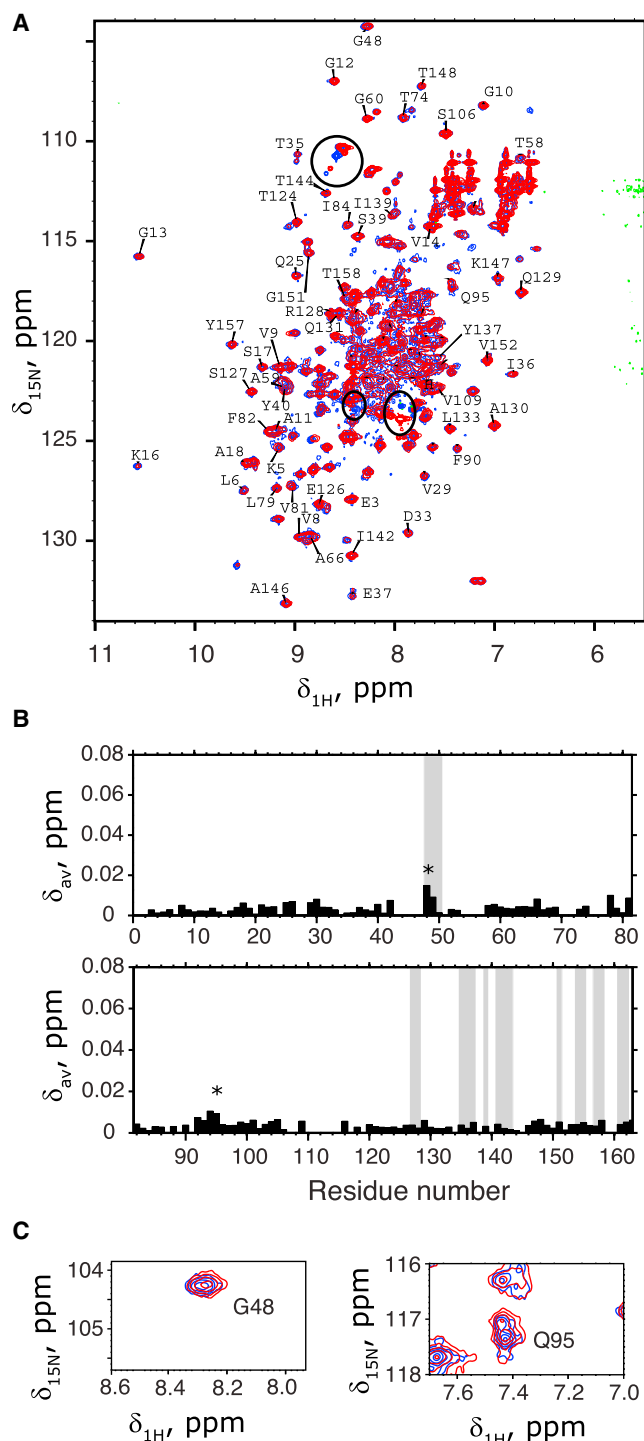 A
G48
G12
T148
G60
T74
G10
S106
T35
T58
T144
I139
T124
I84
S39
G13
V14
Q25
K147
T158
G151
Q129
R128
Q95
Y157
V9
Q131
Y137
S17
V152
S127
A59
I36
Y40
V109
F82
A11
L133
A130
K16
A18
K5
F90
L6
E126
V29
L79
E3
V81
V8
D33
I142
A66
A146
E37
110
115
120
125
130
δ15N, ppm
11 10 9 8 7 6
δ1H, ppm
B
0.08
0.06
0.04
0.02
0
δav, ppm
*
0 10 20 30 40 50 60 70 80
0.08
0.06
0.04
0.02
0
δav, ppm
*
90 100 110 120 130 140 150 160
Residue number
C
104
105
δ15N, ppm
G48
8.6 8.4 8.2 8.0
δ1H, ppm
116
117
118
δ15N, ppm
Q95
7.6 7.4 7.2 7.0
δ1H, ppm